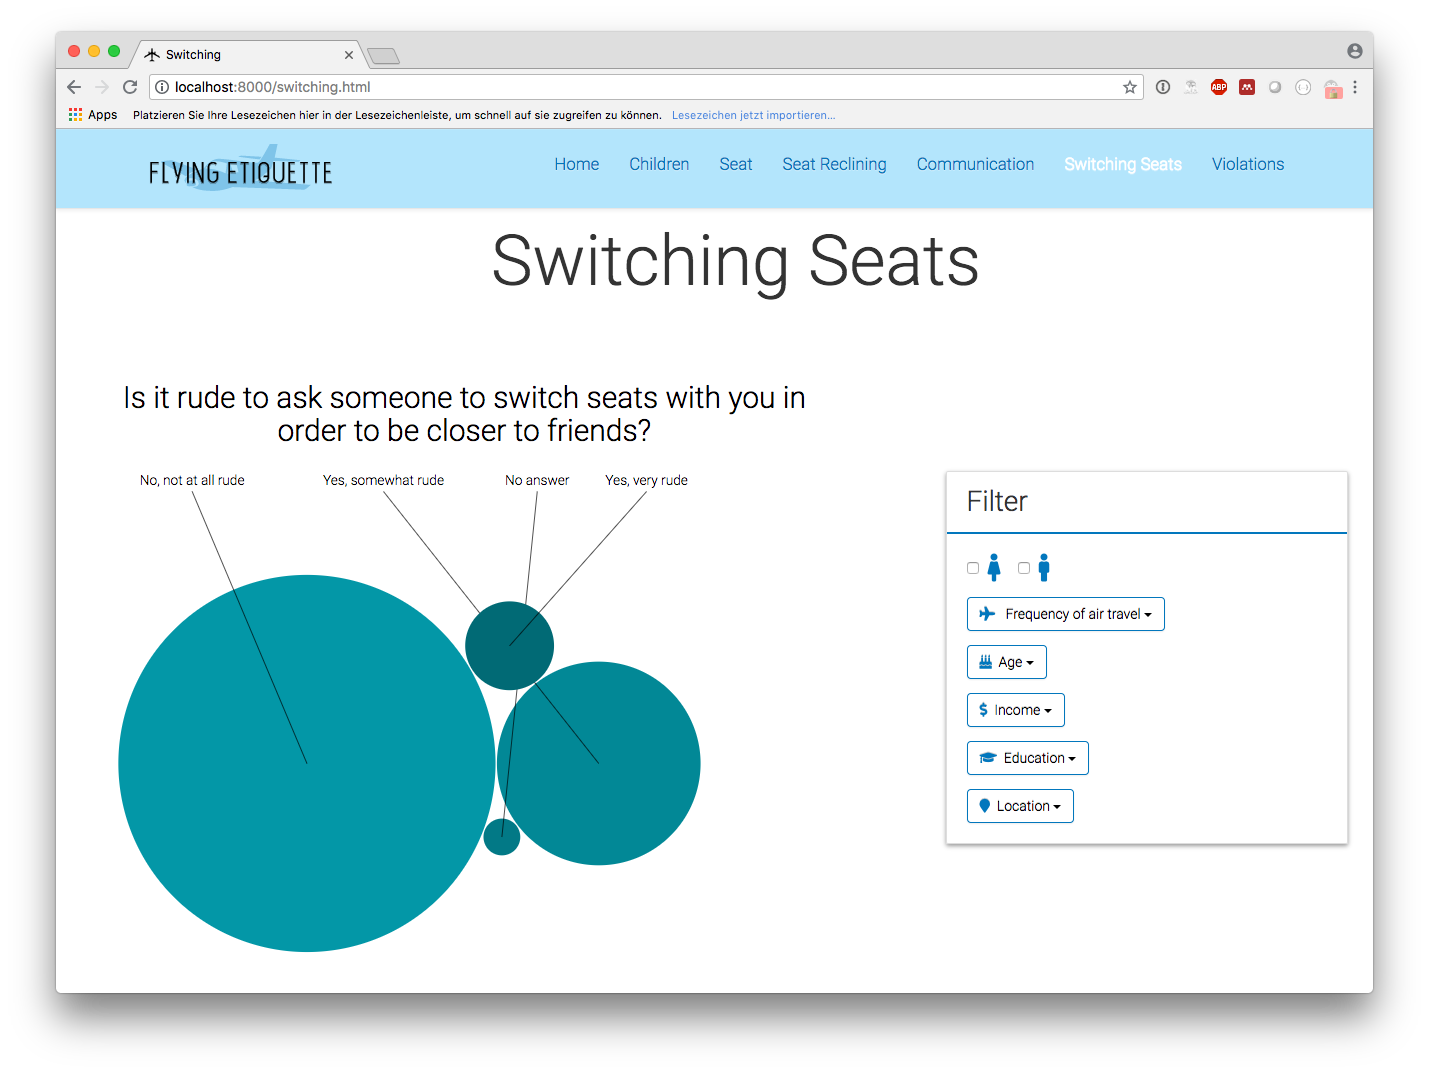 Switching
localhost:8000/switching.html
ABP
Apps Platzieren Sie Ihre Lesezeichen hier in der Lesezeichenleiste, um schnell auf sie zugreifen zu können. Lesezeichen jetzt importieren...
FLYING ETIQUETTE Home Children Seat Seat Reclining Communication Switching Seats Violations
Switching Seats
Is it rude to ask someone to switch seats with you in
order to be closer to friends?
No, not at all rude Yes, somewhat rude No answer Yes, very rude
Filter
Frequency of air travel
Age
$ Income
Education
Location